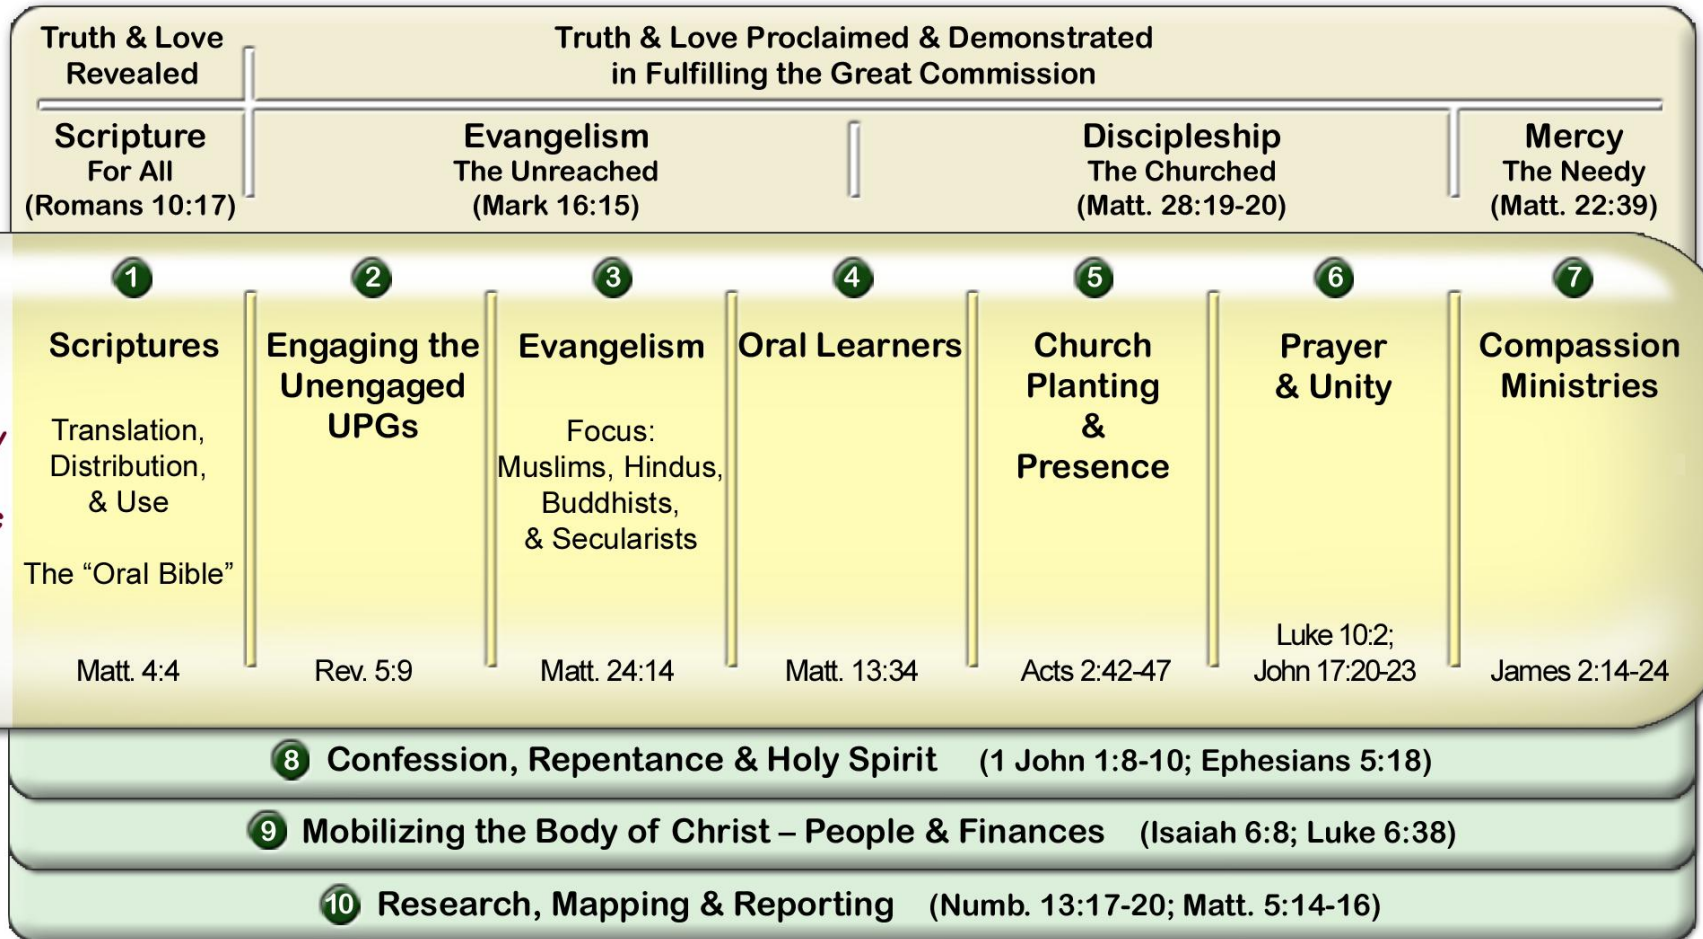 Truth & Love
Revealed
Truth & Love Proclaimed & Demonstrated
in Fulfilling the Great Commission
Scripture
For All
(Romans 10:17)
Evangelism
The Unreached
(Mark 16:15)
Discipleship
The Churched
(Matt. 28:19-20)
Mercy
The Needy
(Matt. 22:39)
1
Scriptures
Translation,
Distribution,
& Use
The “Oral Bible”
Matt. 4:4
2
Engaging the
Unengaged
UPGs
Rev. 5:9
3
Evangelism
Focus:
Muslims, Hindus,
Buddhists,
& Secularists
Matt. 24:14
4
Oral Learners
Matt. 13:34
5
Church
Planting
&
Presence
Acts 2:42-47
6
Prayer
& Unity
Luke 10:2;
John 17:20-23
7
Compassion
Ministries
James 2:14-24
8 Confession, Repentance & Holy Spirit (1 John 1:8-10; Ephesians 5:18)
9 Mobilizing the Body of Christ – People & Finances (Isaiah 6:8; Luke 6:38)
10 Research, Mapping & Reporting (Numb. 13:17-20; Matt. 5:14-16)